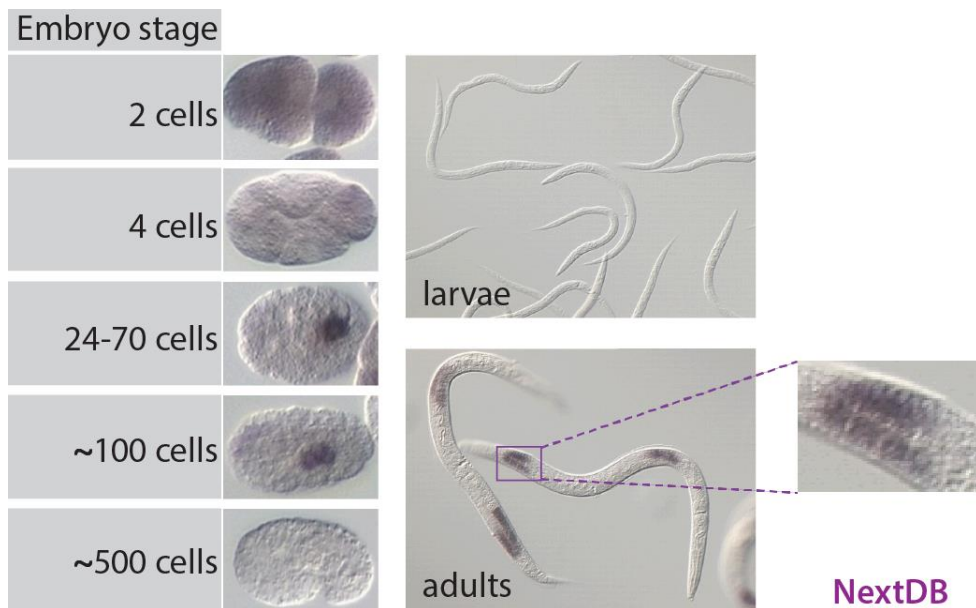 Embryo stage
2 cells
4 cells
24-70 cells
~100 cells
~500 cells
larvae
adults
NextDB